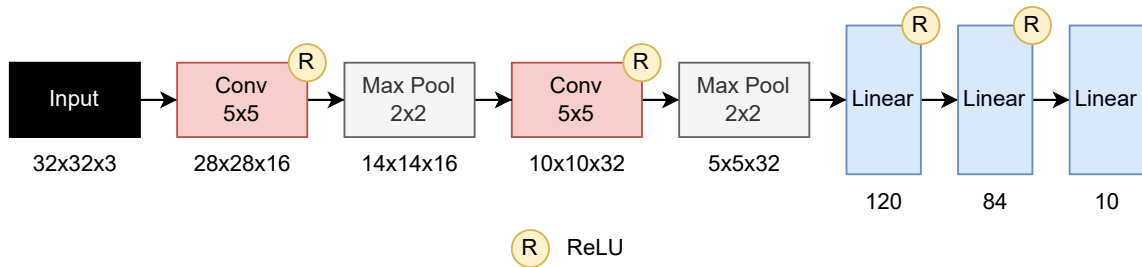 Input
32x32x3
Conv
5x5
R
28x28x16
Max Pool
2x2
14x14x16
Conv
5x5
R
10x10x32
Max Pool
2x2
5x5x32
Linear
R
120
Linear
R
84
Linear
10
R ReLU